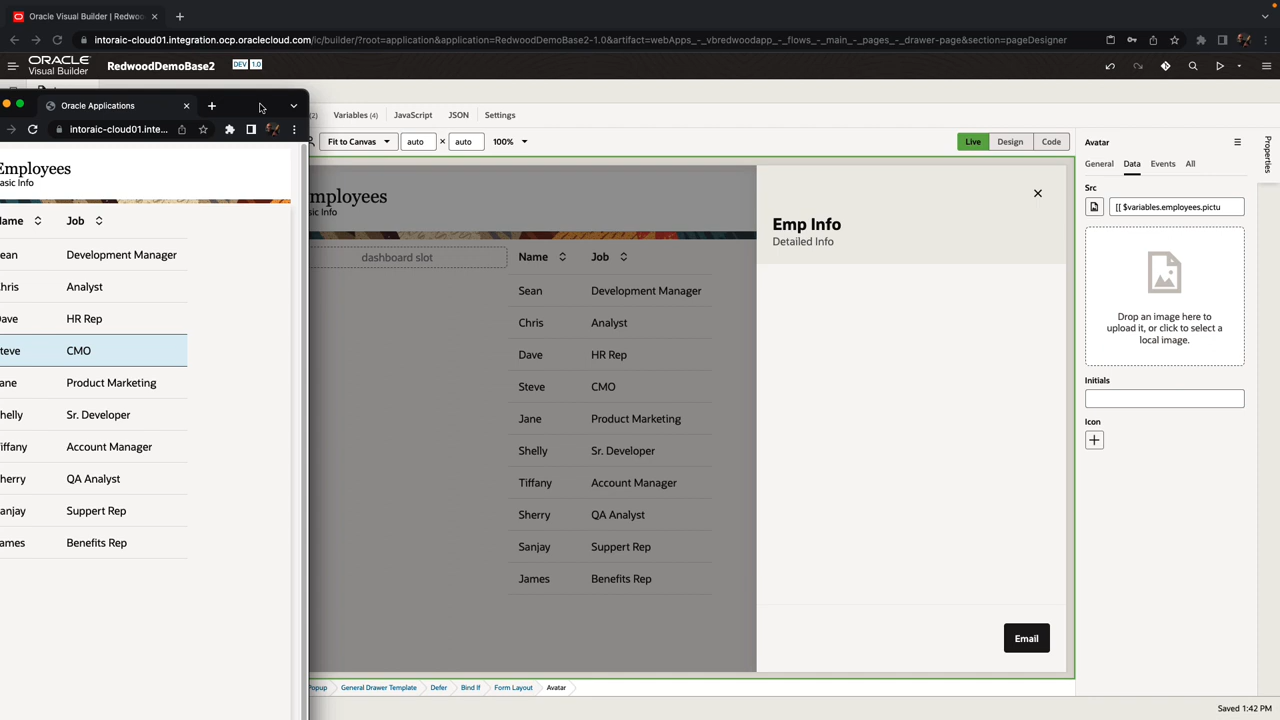 Oracle Visual Builder | Redwoo
intoraic-cloud01.integration.ocp.oraclecloud.com/ic/builder/?root=application&application=RedwoodDemoBase2-1.0&artifact=webApps_-_vbredwoodapp_-_flows_-_main_-_pages_-_drawer-page&section=pageDesigner
ORACLE
Visual Builder
RedwoodDemoBase2
DEV 1.0
Oracle Applications
intoraic-cloud01.inte...
(2)
Variables (4)
JavaScript
JSON
Settings
Fit to Canvas
auto
×
auto
100%
Live
Design
Code
Employees
asic Info
ame
Job
ean
Development Manager
hris
Analyst
ave
HR Rep
teve
CMO
ane
Product Marketing
helly
Sr. Developer
iffany
Account Manager
herry
QA Analyst
anjay
Suppert Rep
ames
Benefits Rep
mployees
sic Info
dashboard slot
Name
Job
Sean
Development Manager
Chris
Analyst
Dave
HR Rep
Steve
CMO
Jane
Product Marketing
Shelly
Sr. Developer
Tiffany
Account Manager
Sherry
QA Analyst
Sanjay
Suppert Rep
James
Benefits Rep
Emp Info
Detailed Info
Email
Popup
General Drawer Template
Defer
Bind If
Form Layout
Avatar
Avatar
General
Data
Events
All
Src
[[ $variables.employees.pictu
Drop an image here to
upload it, or click to select a
local image.
Initials
Icon
Properties
Saved 1:42 PM